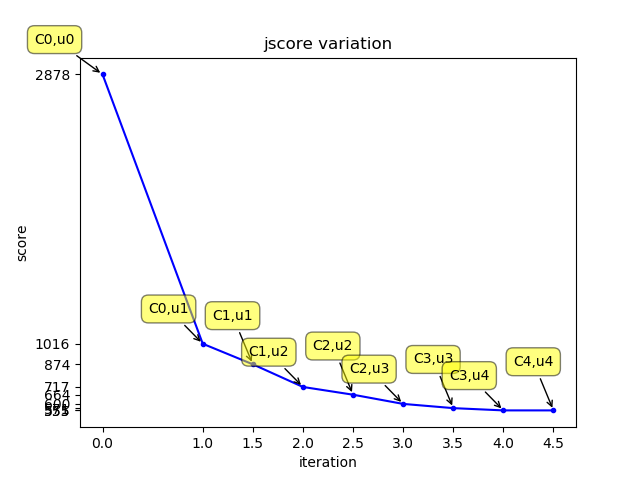 jscore variation
C0,u0
2878
score
C0,u1
C1,u1
1016
C1,u2
C2,u2
C2,u3
C3,u3
C3,u4
C4,u4
874
717
664
600
0.0
1.0
1.5
2.0
2.5
3.0
3.5
4.0
4.5
iteration